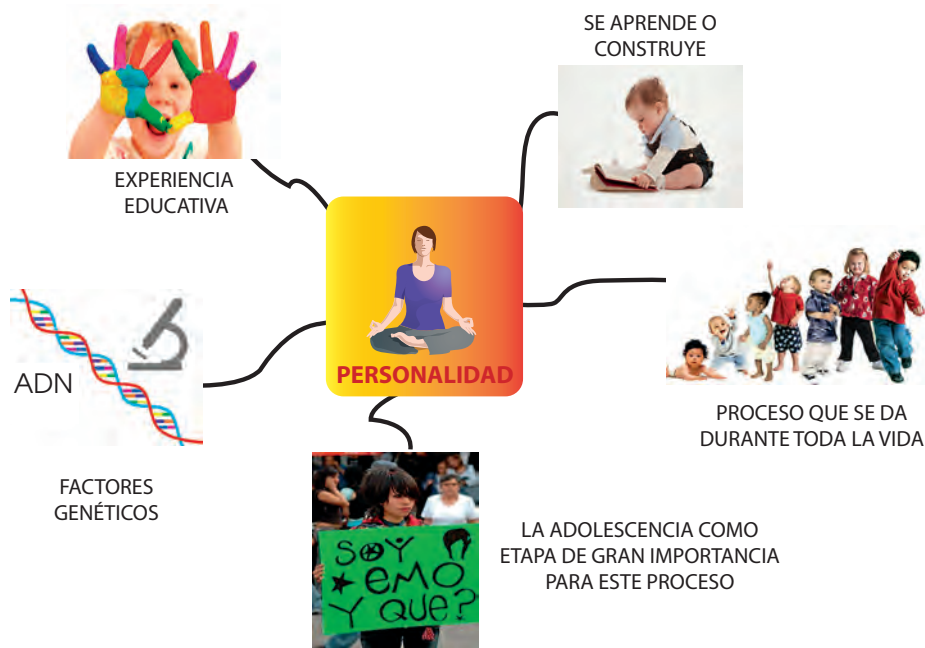 SE APRENDE O
CONSTRUYE
EXPERIENCIA
EDUCATIVA
PERSONALIDAD
ADN
FACTORES
GENÉTICOS
PROCESO QUE SE DA
DURANTE TODA LA VIDA
SOY
EMO
Y QUE?
LA ADOLESCENCIA COMO
ETAPA DE GRAN IMPORTANCIA
PARA ESTE PROCESO